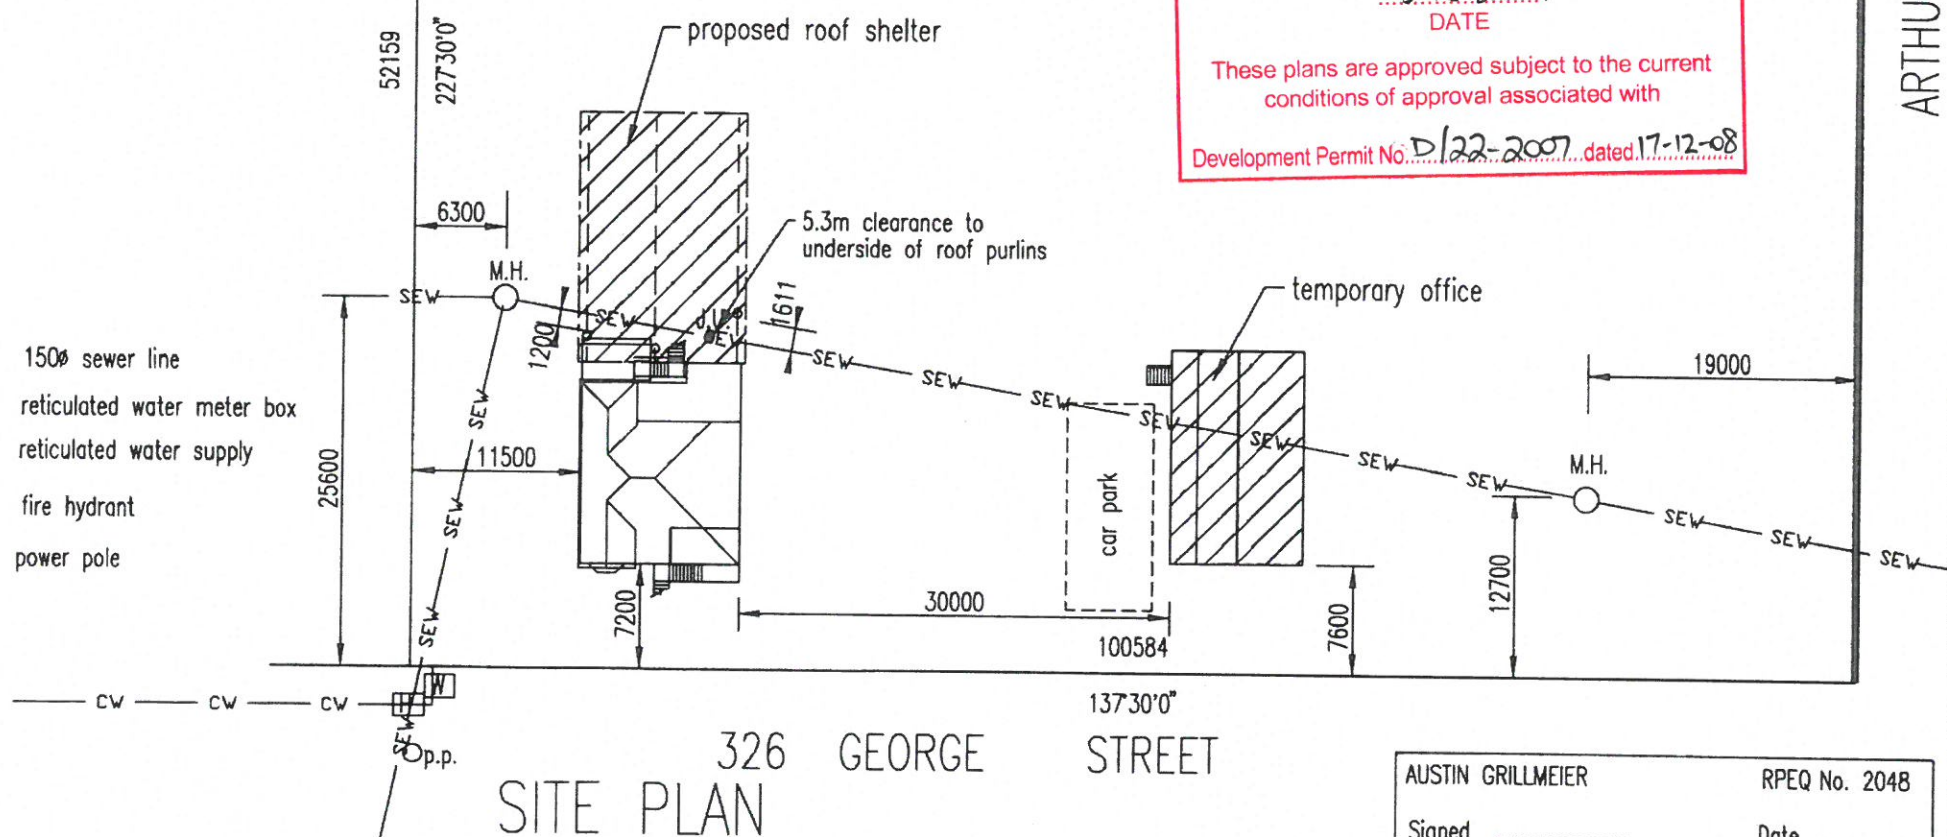 proposed roof shelter
52159
227°30'0"
DATE
These plans are approved subject to the current
conditions of approval associated with
Development Permit No. D/22-2007 dated 17-12-08
ARTHU
6300
M.H.
SEW
5.3m clearance to
underside of roof purlins
1611
1200
SEW
SEW
SEW
SEW
SEW
SEW
SEW
SEW
SEW
SEW
SEW
SEW
temporary office
19000
M.H.
150ø sewer line
reticulated water meter box
reticulated water supply
fire hydrant
power pole
25600
11500
SEW
SEW
SEW
SEW
car park
12700
7200
30000
7600
100584
137°30'0"
W
H
CW
CW
CW
p.p.
326 GEORGE STREET
SITE PLAN
AUSTIN GRILLMEIER RPEQ No. 2048
Signed Date